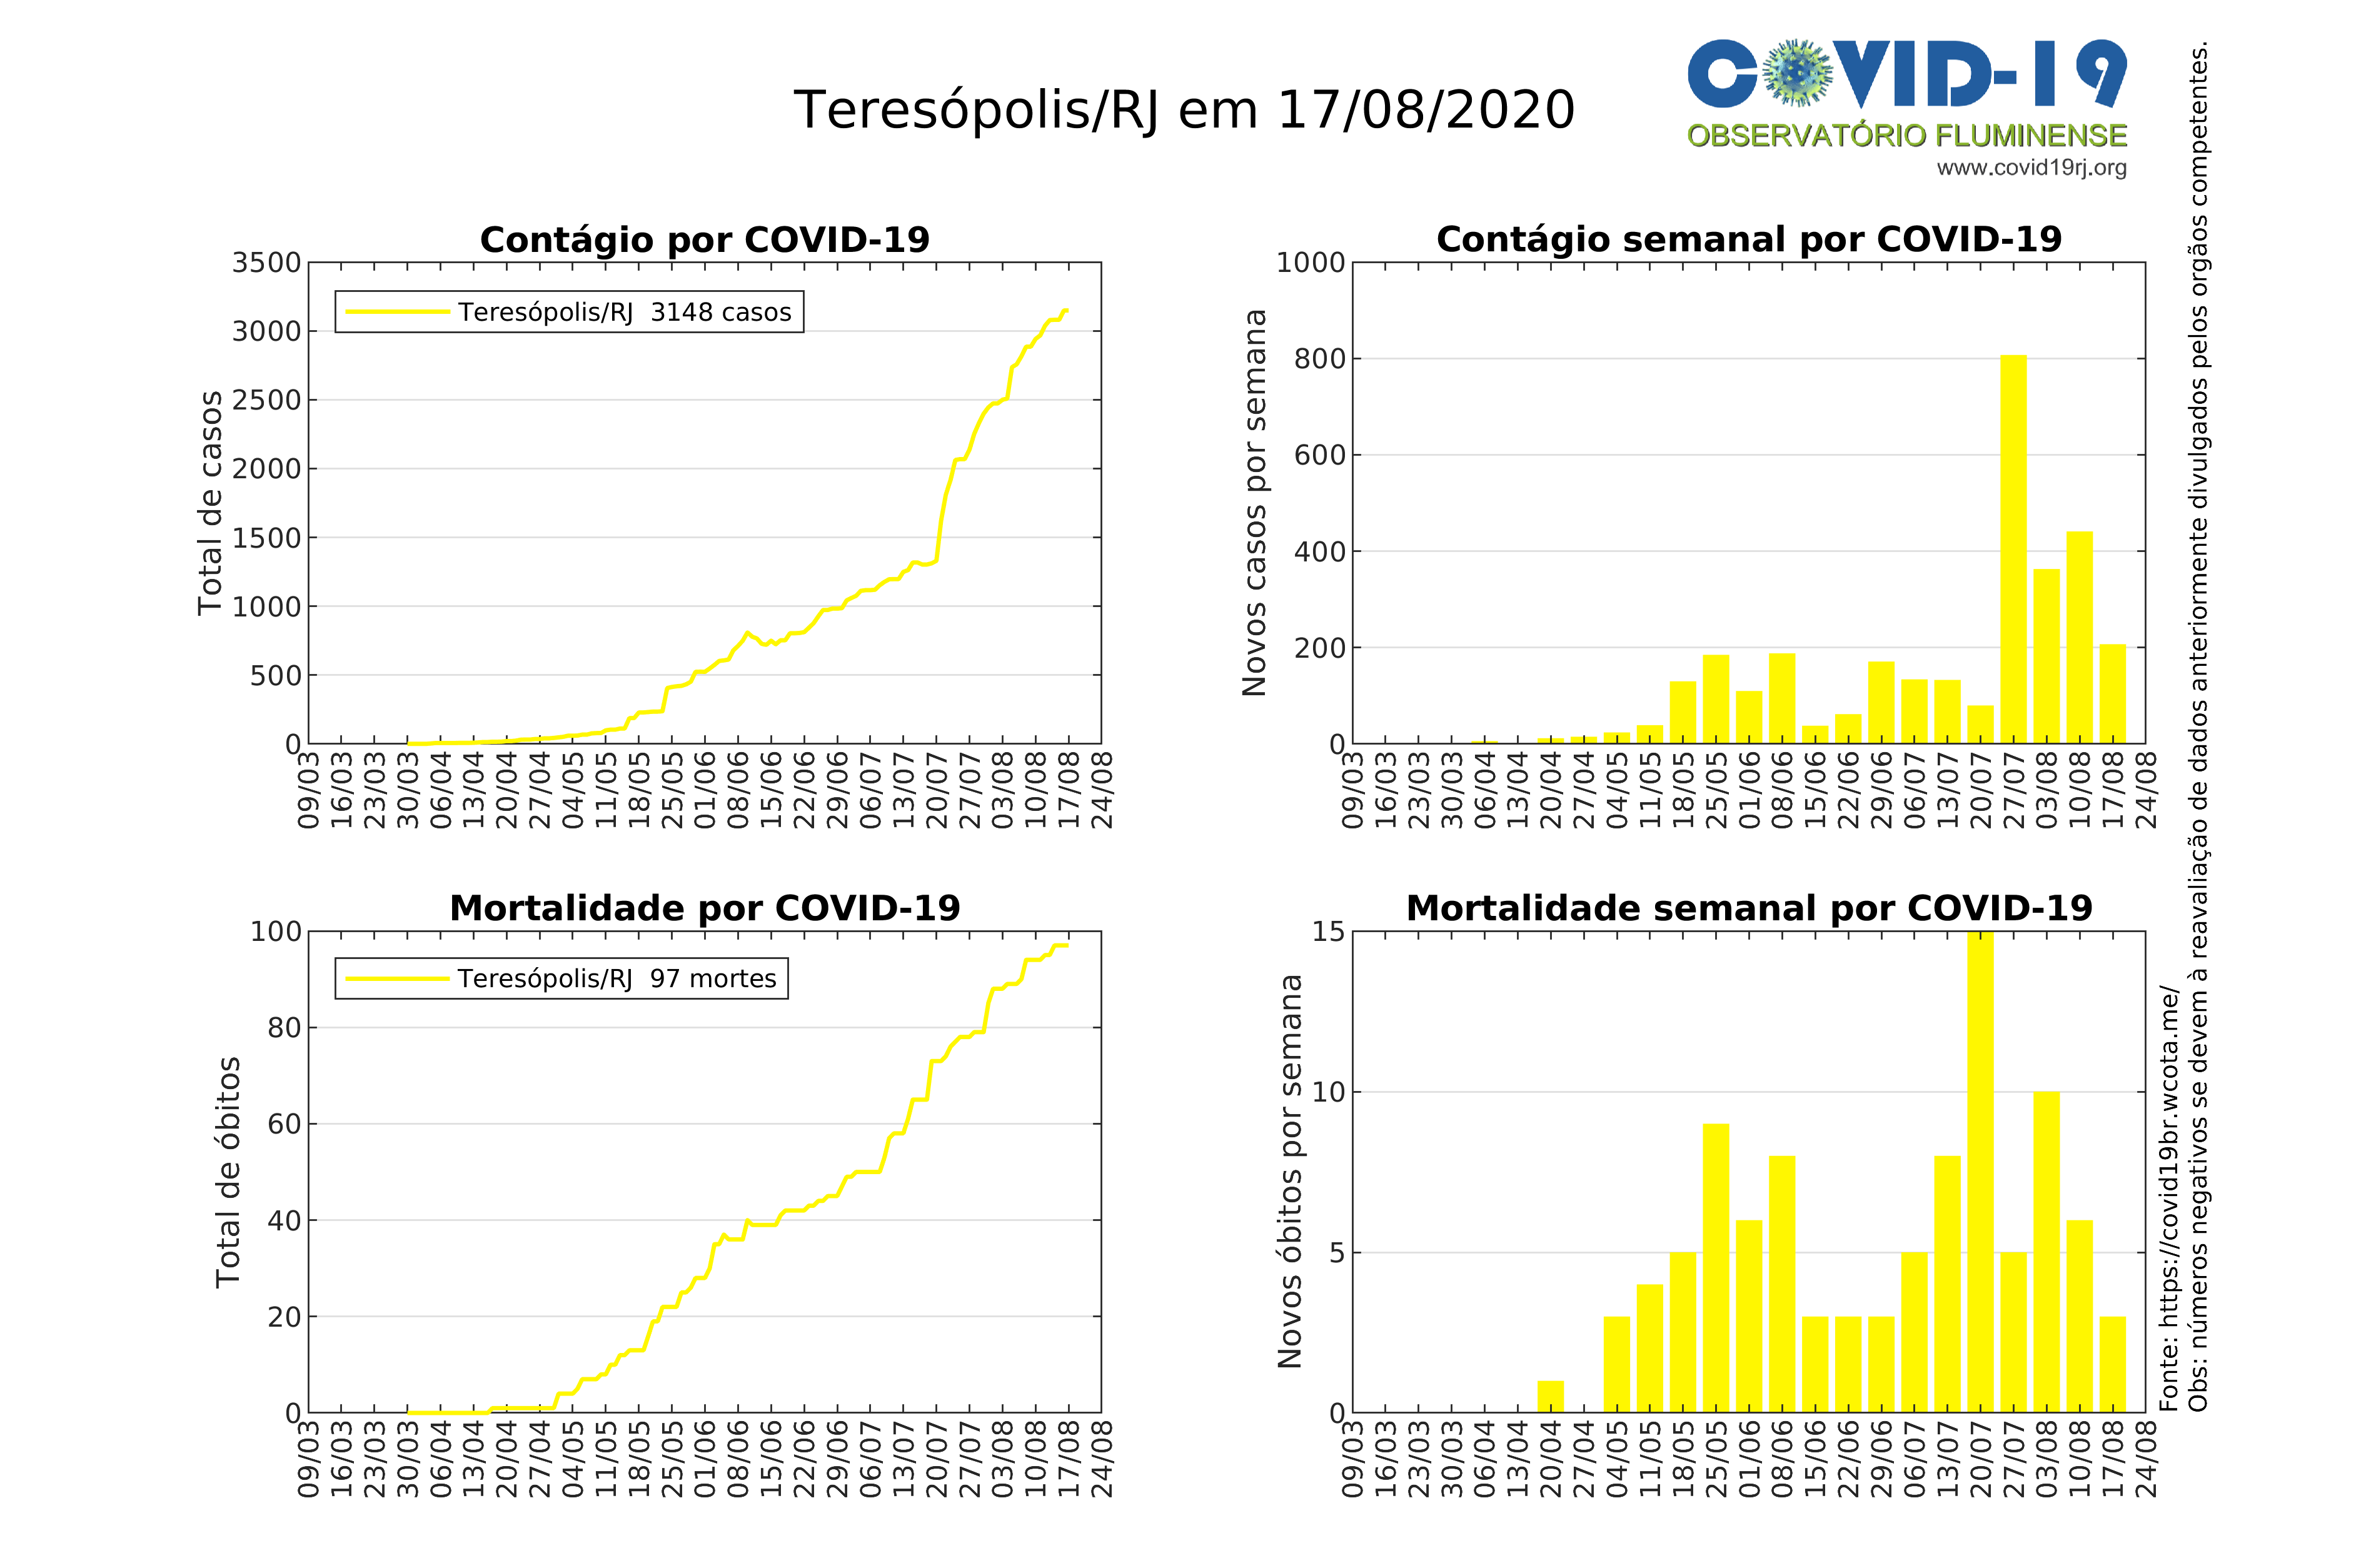 Teresópolis/RJ em 17/08/2020
COVID-19
OBSERVATÓRIO FLUMINENSE
www.covid19rj.org
Contágio por COVID-19
Total de casos
3500
3000
2500
2000
1500
1000
500
0
Teresópolis/RJ 3148 casos
09/03 16/03 23/03 30/03 06/04 13/04 20/04 27/04 04/05 11/05 18/05 25/05 01/06 08/06 15/06 22/06 29/06 06/07 13/07 20/07 27/07 03/08 10/08 17/08 24/08
Contágio semanal por COVID-19
Novos casos por semana
1000
800
600
400
200
0
09/03 16/03 23/03 30/03 06/04 13/04 20/04 27/04 04/05 11/05 18/05 25/05 01/06 08/06 15/06 22/06 29/06 06/07 13/07 20/07 27/07 03/08 10/08 17/08 24/08
Mortalidade por COVID-19
Total de óbitos
100
80
60
40
20
0
Teresópolis/RJ 97 mortes
09/03 16/03 23/03 30/03 06/04 13/04 20/04 27/04 04/05 11/05 18/05 25/05 01/06 08/06 15/06 22/06 29/06 06/07 13/07 20/07 27/07 03/08 10/08 17/08 24/08
Mortalidade semanal por COVID-19
Novos óbitos por semana
15
10
5
0
09/03 16/03 23/03 30/03 06/04 13/04 20/04 27/04 04/05 11/05 18/05 25/05 01/06 08/06 15/06 22/06 29/06 06/07 13/07 20/07 27/07 03/08 10/08 17/08 24/08
Fonte: https://covid19br.wcota.me/
Obs: números negativos se devem à reavaliação de dados anteriormente divulgados pelos orgãos competentes.